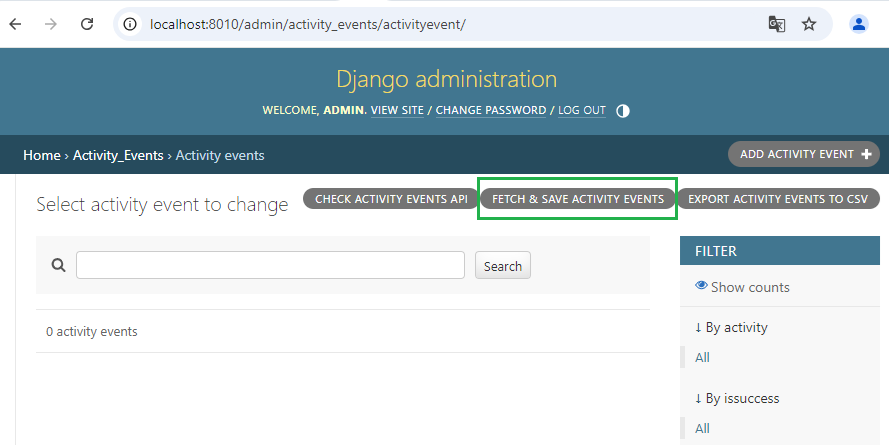 localhost:8010/admin/activity_events/activityevent/
Django administration
WELCOME, ADMIN. VIEW SITE / CHANGE PASSWORD / LOG OUT
Home › Activity_Events › Activity events
ADD ACTIVITY EVENT +
Select activity event to change
CHECK ACTIVITY EVENTS API
FETCH & SAVE ACTIVITY EVENTS
EXPORT ACTIVITY EVENTS TO CSV
Search
0 activity events
FILTER
Show counts
↓ By activity
All
↓ By issuccess
All